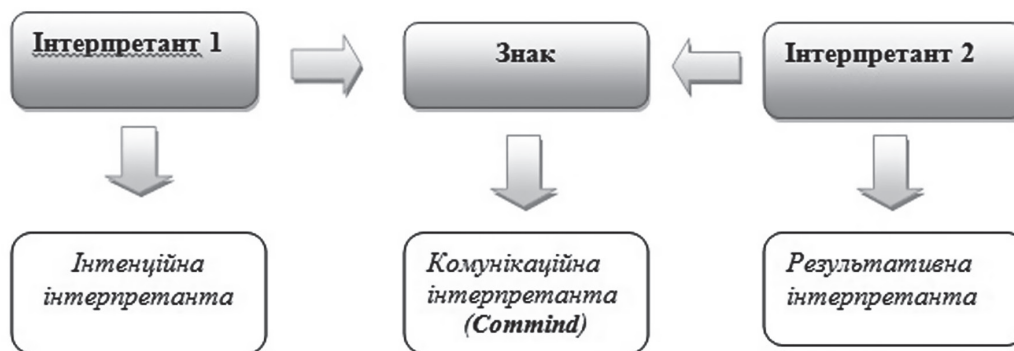 Інтерпретант 1
Знак
Інтерпретант 2
Інтенційна
інтерпретанта
Комунікаційна
інтерпретанта
(Commind)
Результативна
інтерпретанта